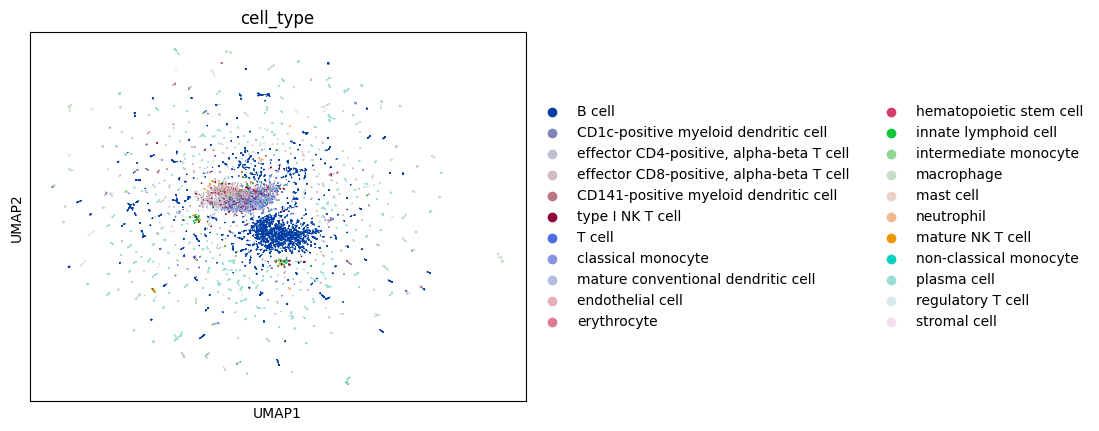 cell_type
UMAP2
UMAP1
B cell
CD1c-positive myeloid dendritic cell
effector CD4-positive, alpha-beta T cell
effector CD8-positive, alpha-beta T cell
CD141-positive myeloid dendritic cell
type I NK T cell
T cell
classical monocyte
mature conventional dendritic cell
endothelial cell
erythrocyte
hematopoietic stem cell
innate lymphoid cell
intermediate monocyte
macrophage
mast cell
neutrophil
mature NK T cell
non-classical monocyte
plasma cell
regulatory T cell
stromal cell